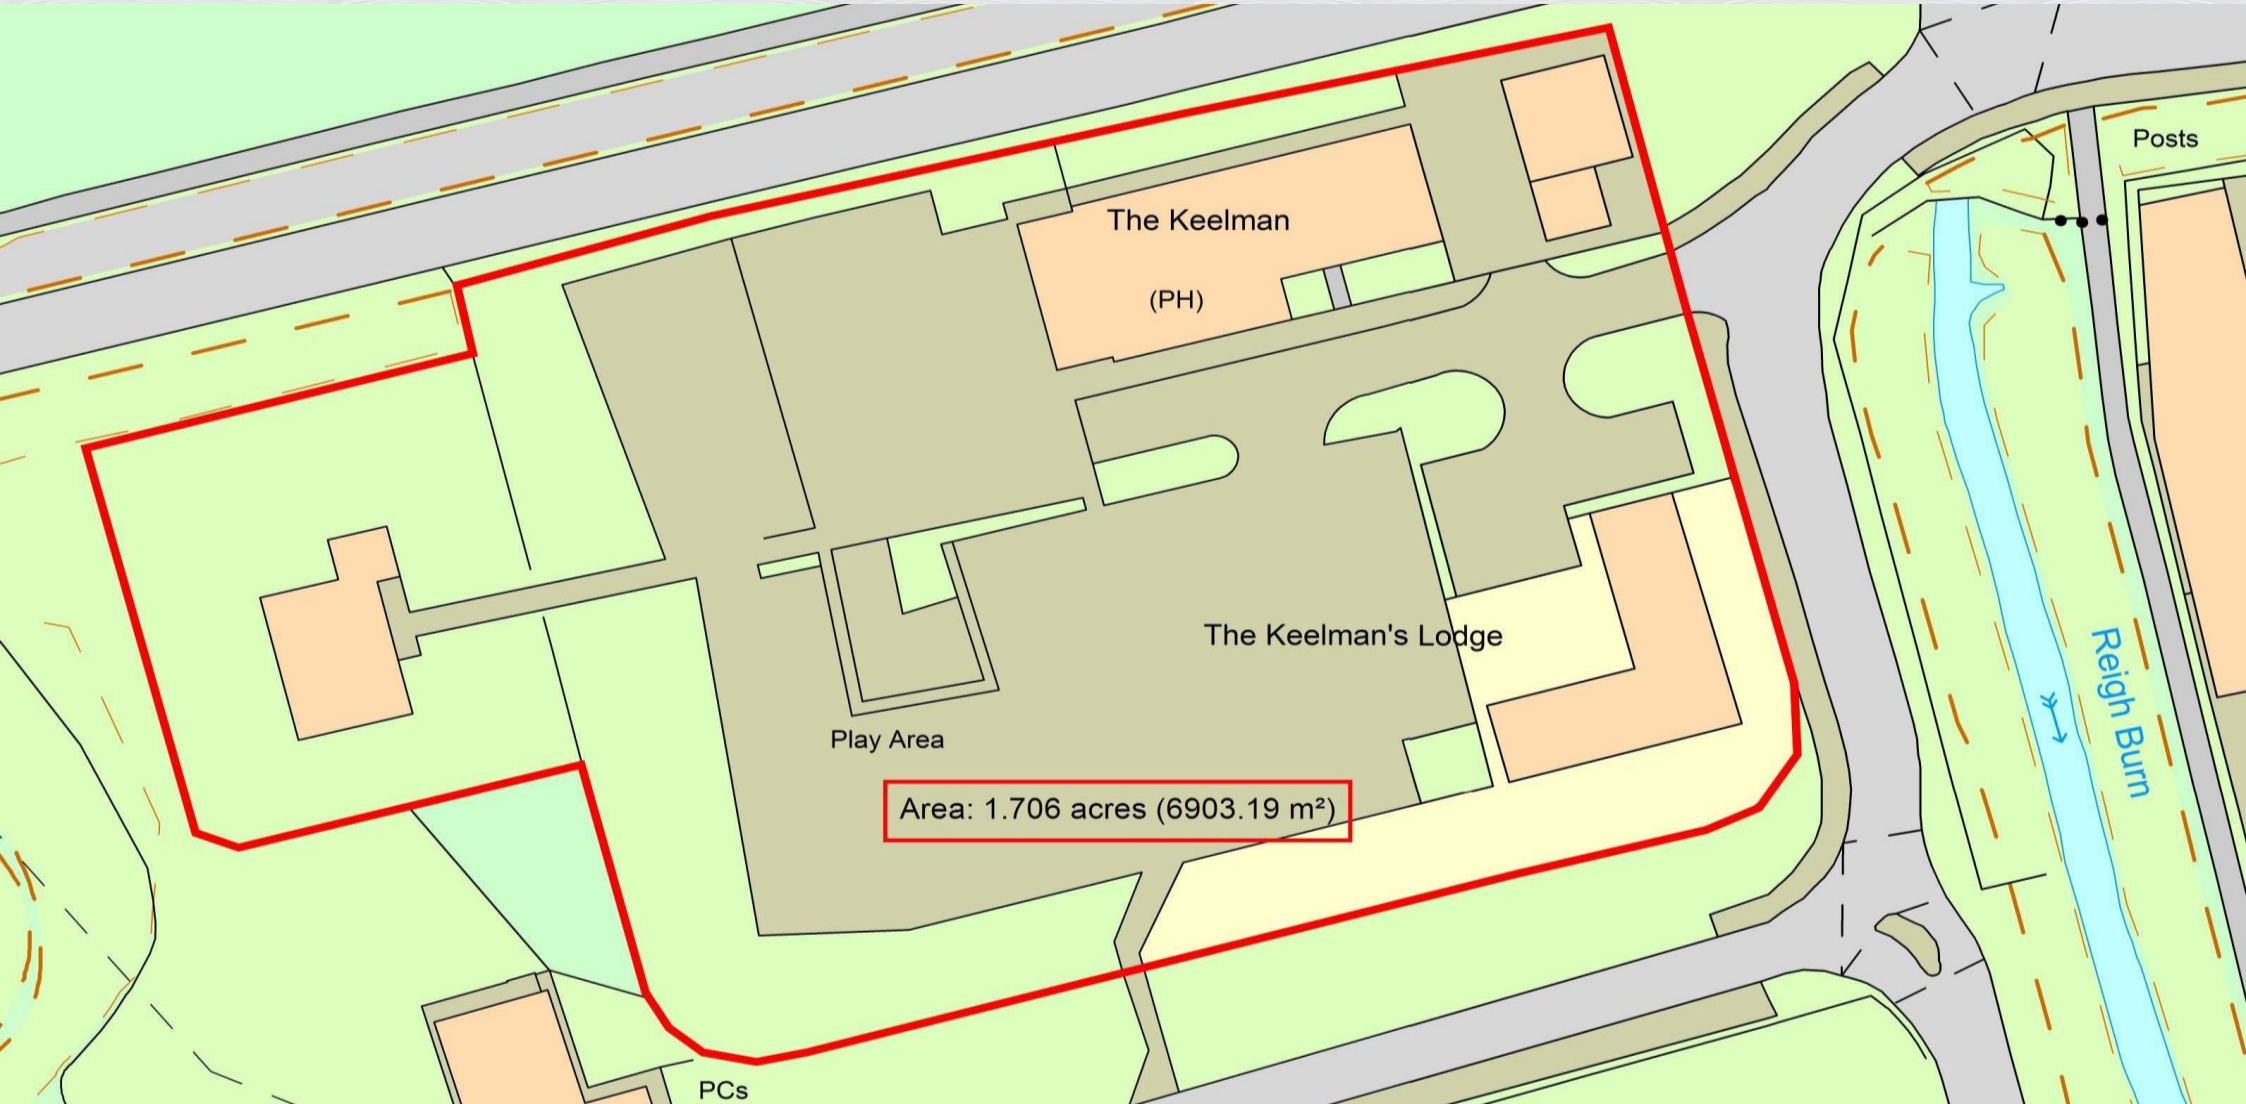 Posts
The Keelman
(PH)
The Keelman's Lodge
Reigh Burn
Play Area
Area: 1.706 acres (6903.19 m²)
PCs